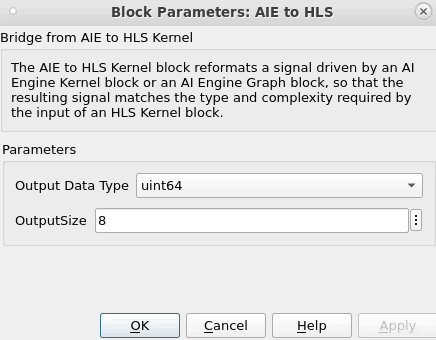 Block Parameters: AIE to HLS
Bridge from AIE to HLS Kernel
The AIE to HLS Kernel block reformats a signal driven by an AI
Engine Kernel block or an AI Engine Graph block, so that the
resulting signal matches the type and complexity required by
the input of an HLS Kernel block.
Parameters
Output Data Type uint64
OutputSize 8
OK Cancel Help Apply